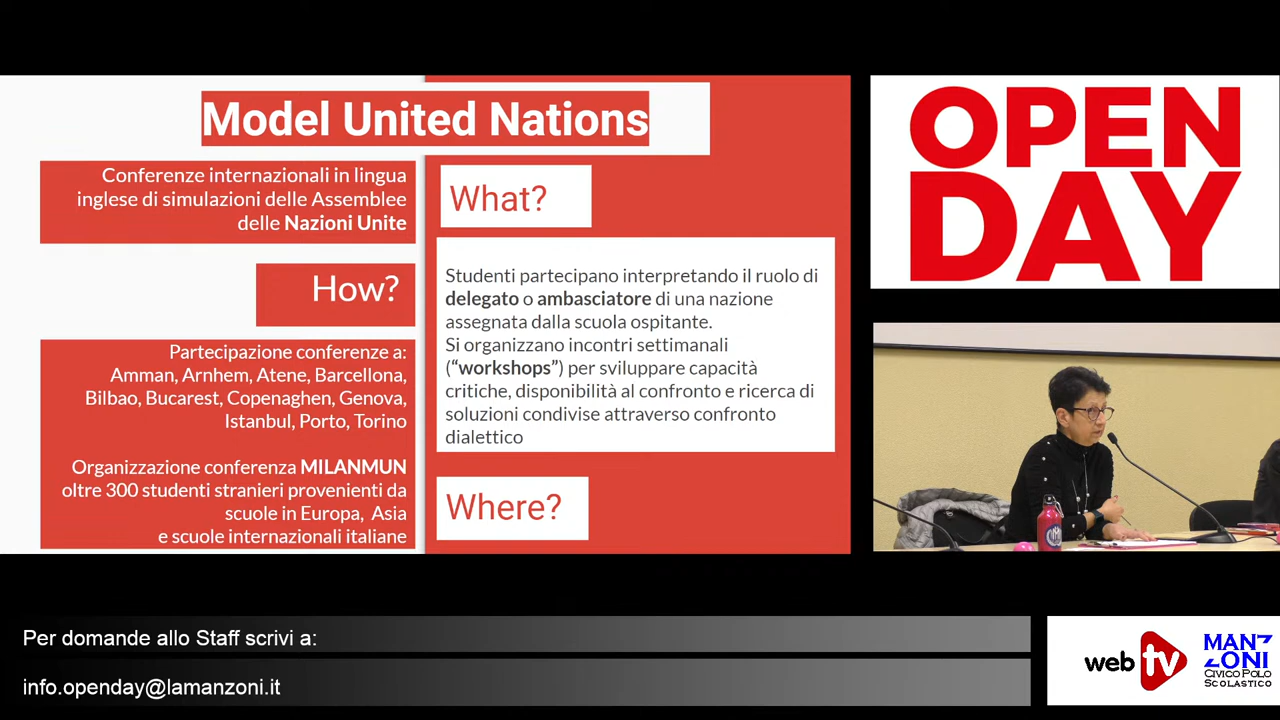 Model United Nations
Conferenze internazionali in lingua
inglese di simulazioni delle Assemblee
delle Nazioni Unite
What?
How?
Studenti partecipano interpretando il ruolo di
delegato o ambasciatore di una nazione
assegnata dalla scuola ospitante.
Si organizzano incontri settimanali
(“workshops”) per sviluppare capacità
critiche, disponibilità al confronto e ricerca di
soluzioni condivise attraverso confronto
dialettico
Partecipazione conferenze a:
Amman, Arnhem, Atene, Barcellona,
Bilbao, Bucarest, Copenaghen, Genova,
Istanbul, Porto, Torino
Organizzazione conferenza MILANMUN
oltre 300 studenti stranieri provenienti da
scuole in Europa, Asia
e scuole internazionali italiane
Where?
OPEN
DAY
Per domande allo Staff scrivi a:
info.openday@lamanzoni.it
web tv
MANZ
ZONI
CIVICO POLO
SCOLASTICO